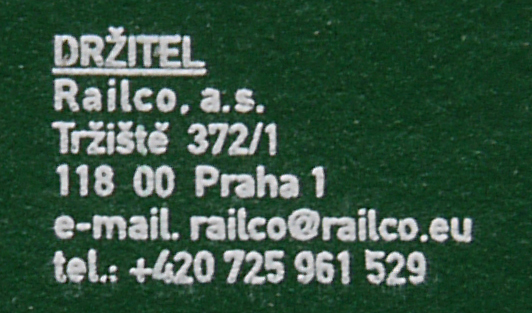 DRŽITEL
Railco, a.s.
Tržiště 372/1
118 00 Praha 1
e-mail. railco@railco.eu
tel.: +420 725 961 529